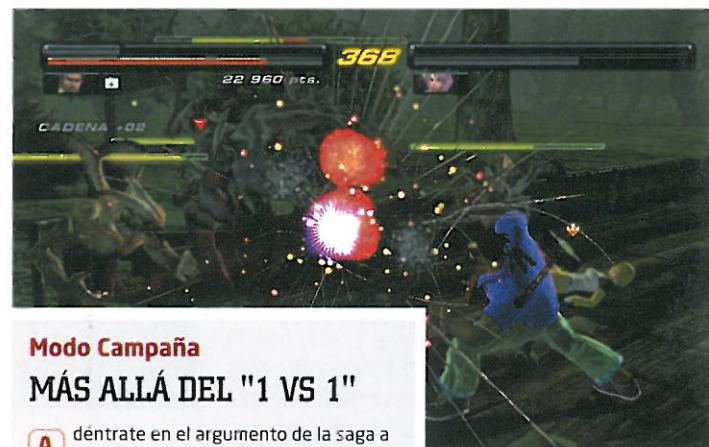 368
22 960 pts.
CADENA +02
Modo Campaña
MÁS ALLÁ DEL "1 VS 1"
A déntrate en el argumento de la saga a